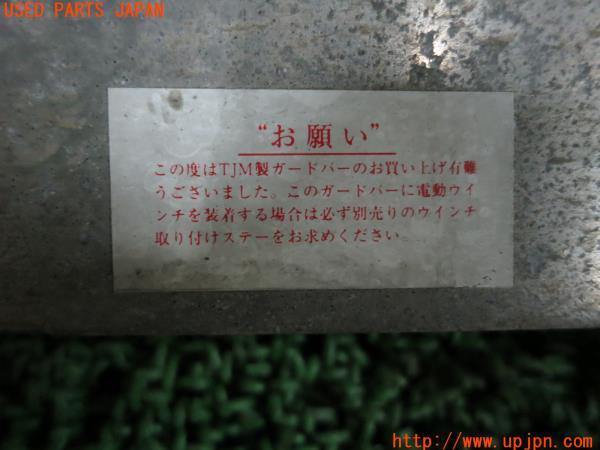 USED PARTS JAPAN
“お願い”
この度はTJM製ガードバーのお買い上げ有難
うございました。このガードバーに電動ウイ
ンチを装着する場合は必ず別売りのウインチ
取り付けステーをお求めください。
http://www.upjpn.com/